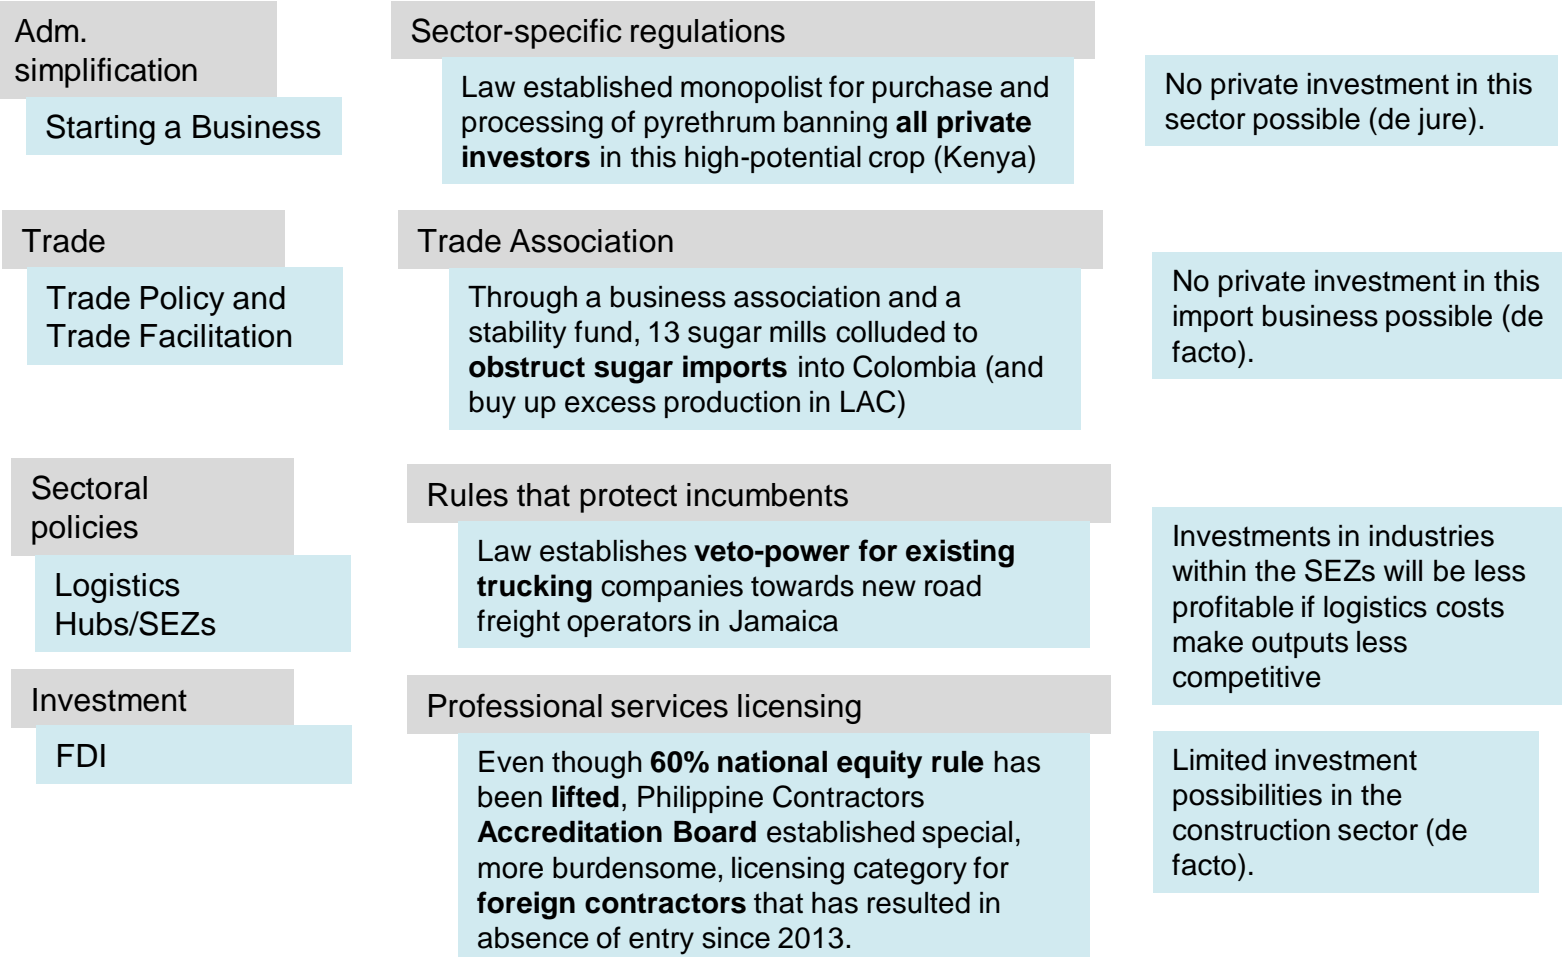 Adm.
simplification
Starting a Business
Sector-specific regulations
Law established monopolist for purchase and
processing of pyrethrum banning all private
investors in this high-potential crop (Kenya)
No private investment in this
sector possible (de jure).
Trade
Trade Policy and
Trade Facilitation
Trade Association
Through a business association and a
stability fund, 13 sugar mills colluded to
obstruct sugar imports into Colombia (and
buy up excess production in LAC)
No private investment in this
import business possible (de
facto).
Sectoral
policies
Logistics
Hubs/SEZs
Rules that protect incumbents
Law establishes veto-power for existing
trucking companies towards new road
freight operators in Jamaica
Investments in industries
within the SEZs will be less
profitable if logistics costs
make outputs less
competitive
Investment
FDI
Professional services licensing
Even though 60% national equity rule has
been lifted, Philippine Contractors
Accreditation Board established special,
more burdensome, licensing category for
foreign contractors that has resulted in
absence of entry since 2013.
Limited investment
possibilities in the
construction sector (de
facto).